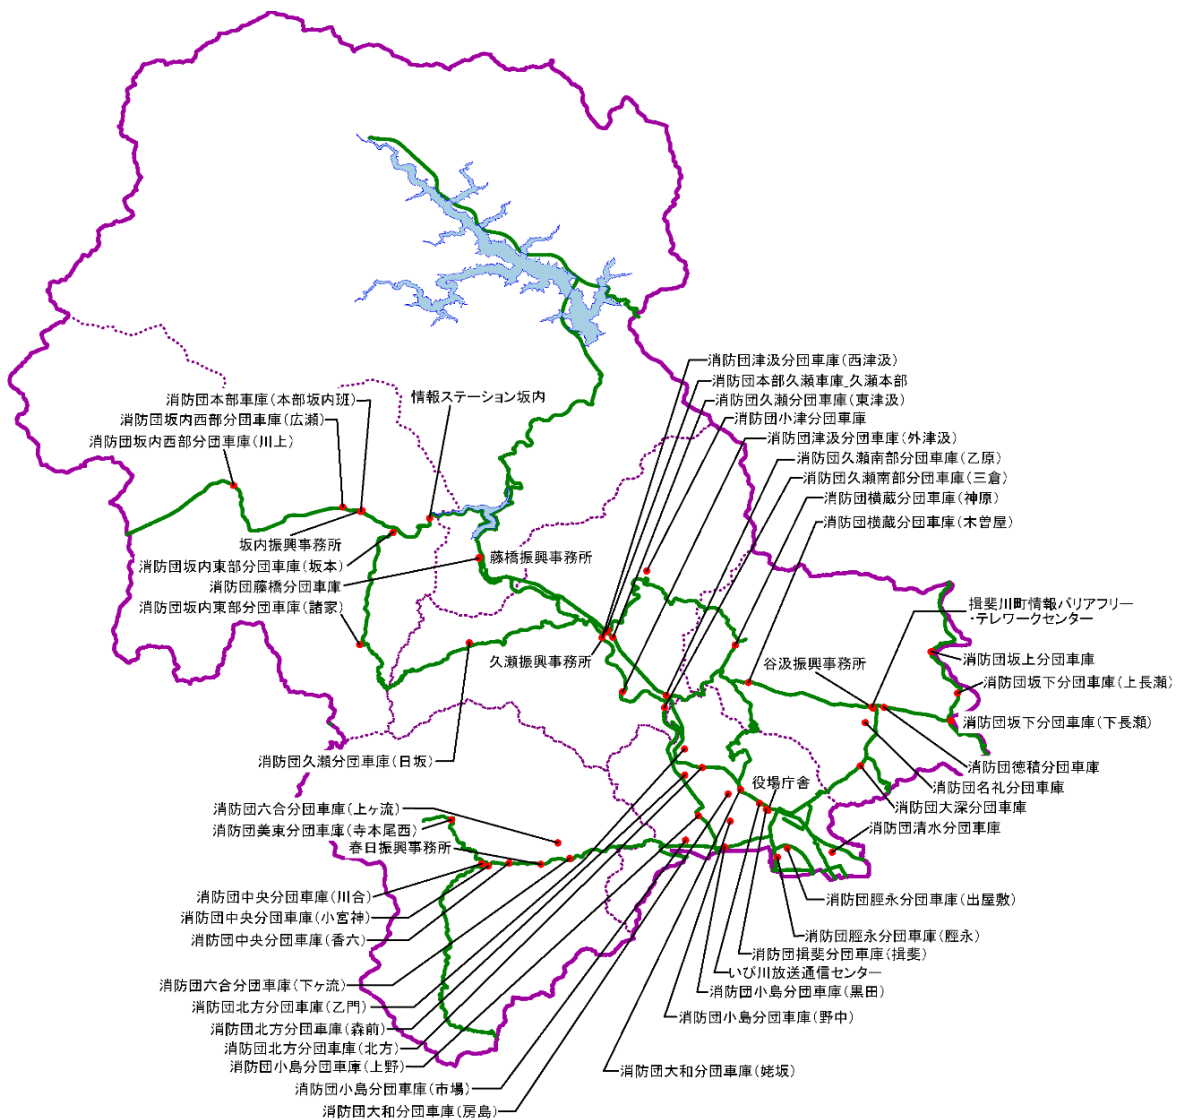 消防団津汲分団車庫(西津汲)
消防団本部久瀬車庫_久瀬本部
消防団久瀬分団車庫(東津汲)
消防団小津分団車庫
消防団津汲分団車庫(外津汲)
消防団久瀬南部分団車庫(乙原)
消防団久瀬南部分団車庫(三倉)
消防団横蔵分団車庫(神原)
消防団横蔵分団車庫(木曽屋)
消防団本部車庫(本部坂内班)
情報ステーション坂内
消防団坂内西部分団車庫(広瀬)
消防団坂内西部分団車庫(川上)
坂内振興事務所
消防団坂内東部分団車庫(坂本)
消防団藤橋分団車庫
消防団坂内東部分団車庫(諸家)
藤橋振興事務所
久瀬振興事務所
谷汲振興事務所
揖斐川町情報バリアフリー
・テレワークセンター
消防団坂上分団車庫
消防団坂下分団車庫(上長瀬)
消防団坂下分団車庫(下長瀬)
消防団徳積分団車庫
消防団名礼分団車庫
消防団大深分団車庫
消防団清水分団車庫
役場庁舎
消防団久瀬分団車庫(日坂)
消防団六合分団車庫(上ヶ流)
消防団美束分団車庫(寺本尾西)
春日振興事務所
消防団中央分団車庫(川合)
消防団中央分団車庫(小宮神)
消防団中央分団車庫(香六)
消防団六合分団車庫(下ヶ流)
消防団北方分団車庫(乙門)
消防団北方分団車庫(森前)
消防団北方分団車庫(北方)
消防団小島分団車庫(上野)
消防団小島分団車庫(市場)
消防団大和分団車庫(房島)
消防団脛永分団車庫(出屋敷)
消防団脛永分団車庫(脛永)
消防団揖斐分団車庫(揖斐)
いび川放送通信センター
消防団小島分団車庫(黒田)
消防団小島分団車庫(野中)
消防団大和分団車庫(姥坂)